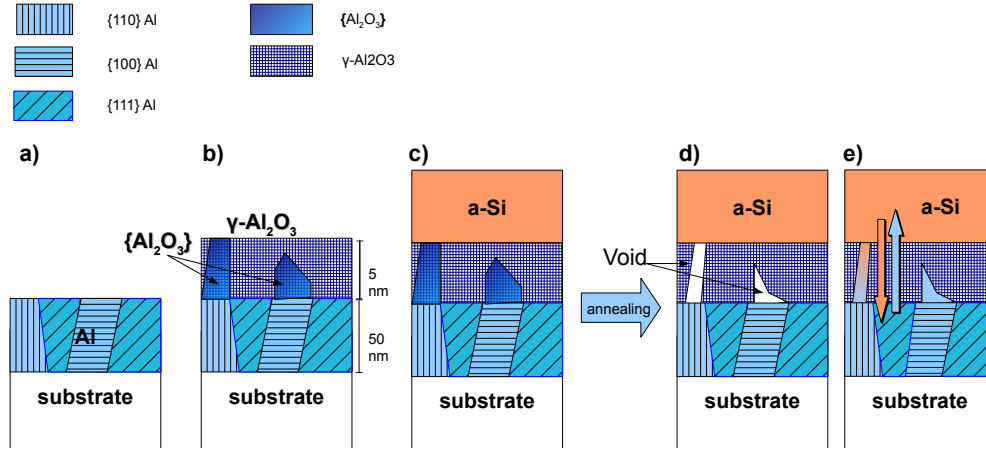 {110} Al
{Al₂O₃}
{100} Al
γ-Al2O3
{111} Al
a)
b)
c)
d)
e)
γ-Al₂O₃
{Al₂O₃}
5
nm
Al
50
nm
substrate
substrate
a-Si
substrate
annealing
a-Si
Void
substrate
a-Si
substrate